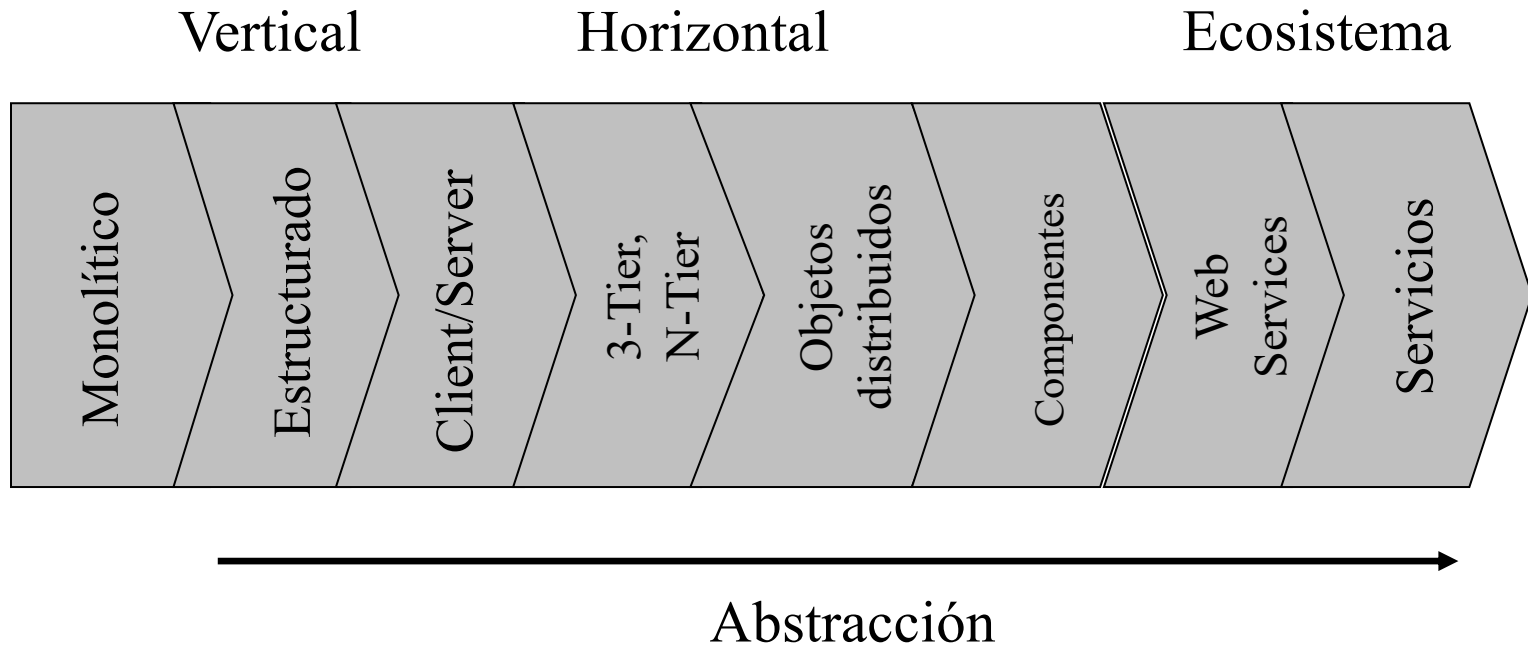 Vertical
Horizontal
Ecosistema
Monolítico
Estructurado
Client/Server
3-Tier,
N-Tier
Objetos
distribuidos
Componentes
Web
Services
Servicios
Abstracción